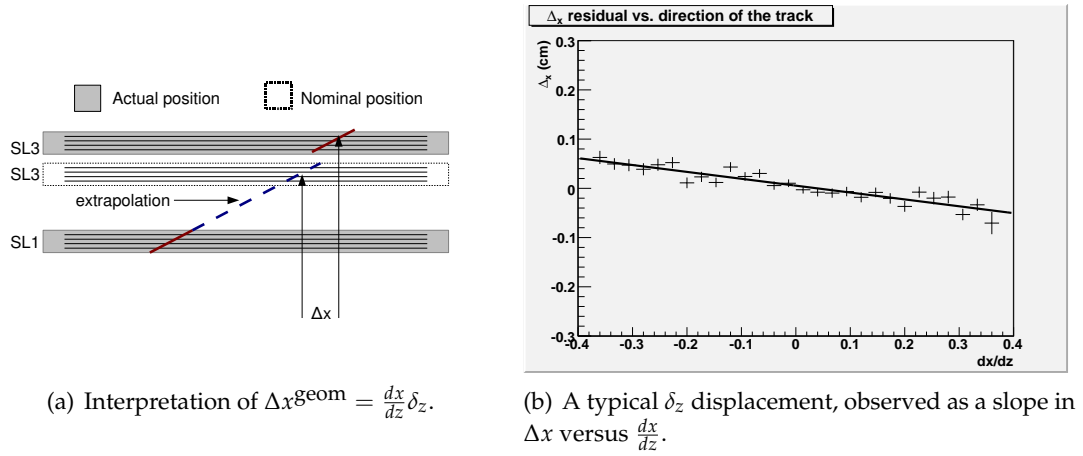 Actual position
Nominal position
SL3
SL3
extrapolation
SL1
Δx
(a) Interpretation of Δx^geom = dx/dz δz.
Δx residual vs. direction of the track
Δx (cm)
0.3
0.2
0.1
0
-0.1
-0.2
-0.3
-0.4 -0.3 -0.2 -0.1 0 0.1 0.2 0.3 0.4
dx/dz
(b) A typical δz displacement, observed as a slope in
Δx versus dx/dz.